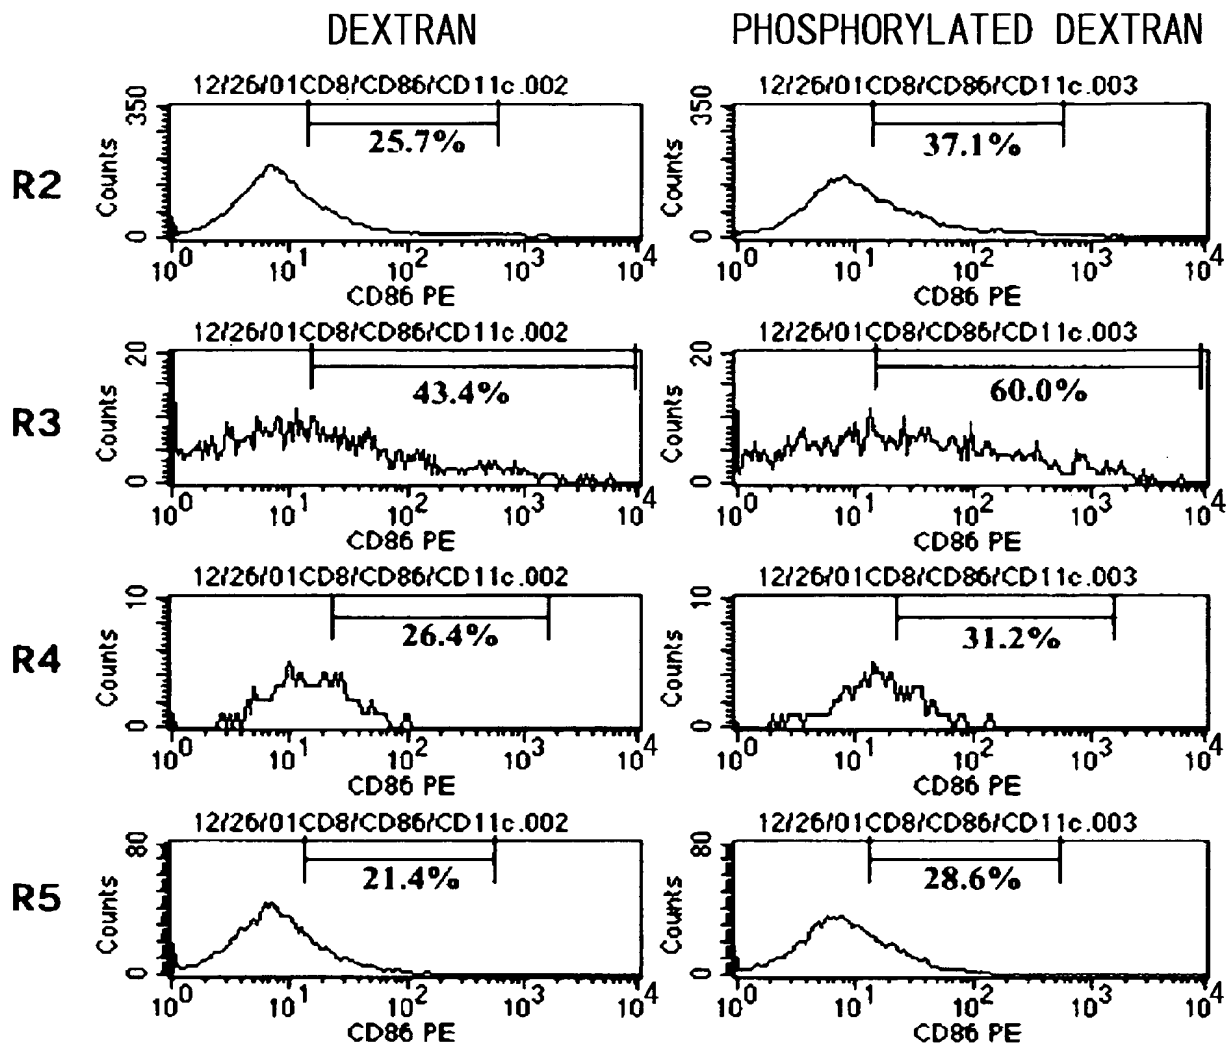 DEXTRAN PHOSPHORYLATED DEXTRAN
R2
12/26/01CD8/CD86/CD11c.002
350
0
Counts
25.7%
10^0 10^1 10^2 10^3 10^4
CD86 PE
12/26/01CD8/CD86/CD11c.003
350
0
Counts
37.1%
10^0 10^1 10^2 10^3 10^4
CD86 PE
R3
12/26/01CD8/CD86/CD11c.002
20
0
Counts
43.4%
10^0 10^1 10^2 10^3 10^4
CD86 PE
12/26/01CD8/CD86/CD11c.003
20
0
Counts
60.0%
10^0 10^1 10^2 10^3 10^4
CD86 PE
R4
12/26/01CD8/CD86/CD11c.002
10
0
Counts
26.4%
10^0 10^1 10^2 10^3 10^4
CD86 PE
12/26/01CD8/CD86/CD11c.003
10
0
Counts
31.2%
10^0 10^1 10^2 10^3 10^4
CD86 PE
R5
12/26/01CD8/CD86/CD11c.002
80
0
Counts
21.4%
10^0 10^1 10^2 10^3 10^4
CD86 PE
12/26/01CD8/CD86/CD11c.003
80
0
Counts
28.6%
10^0 10^1 10^2 10^3 10^4
CD86 PE